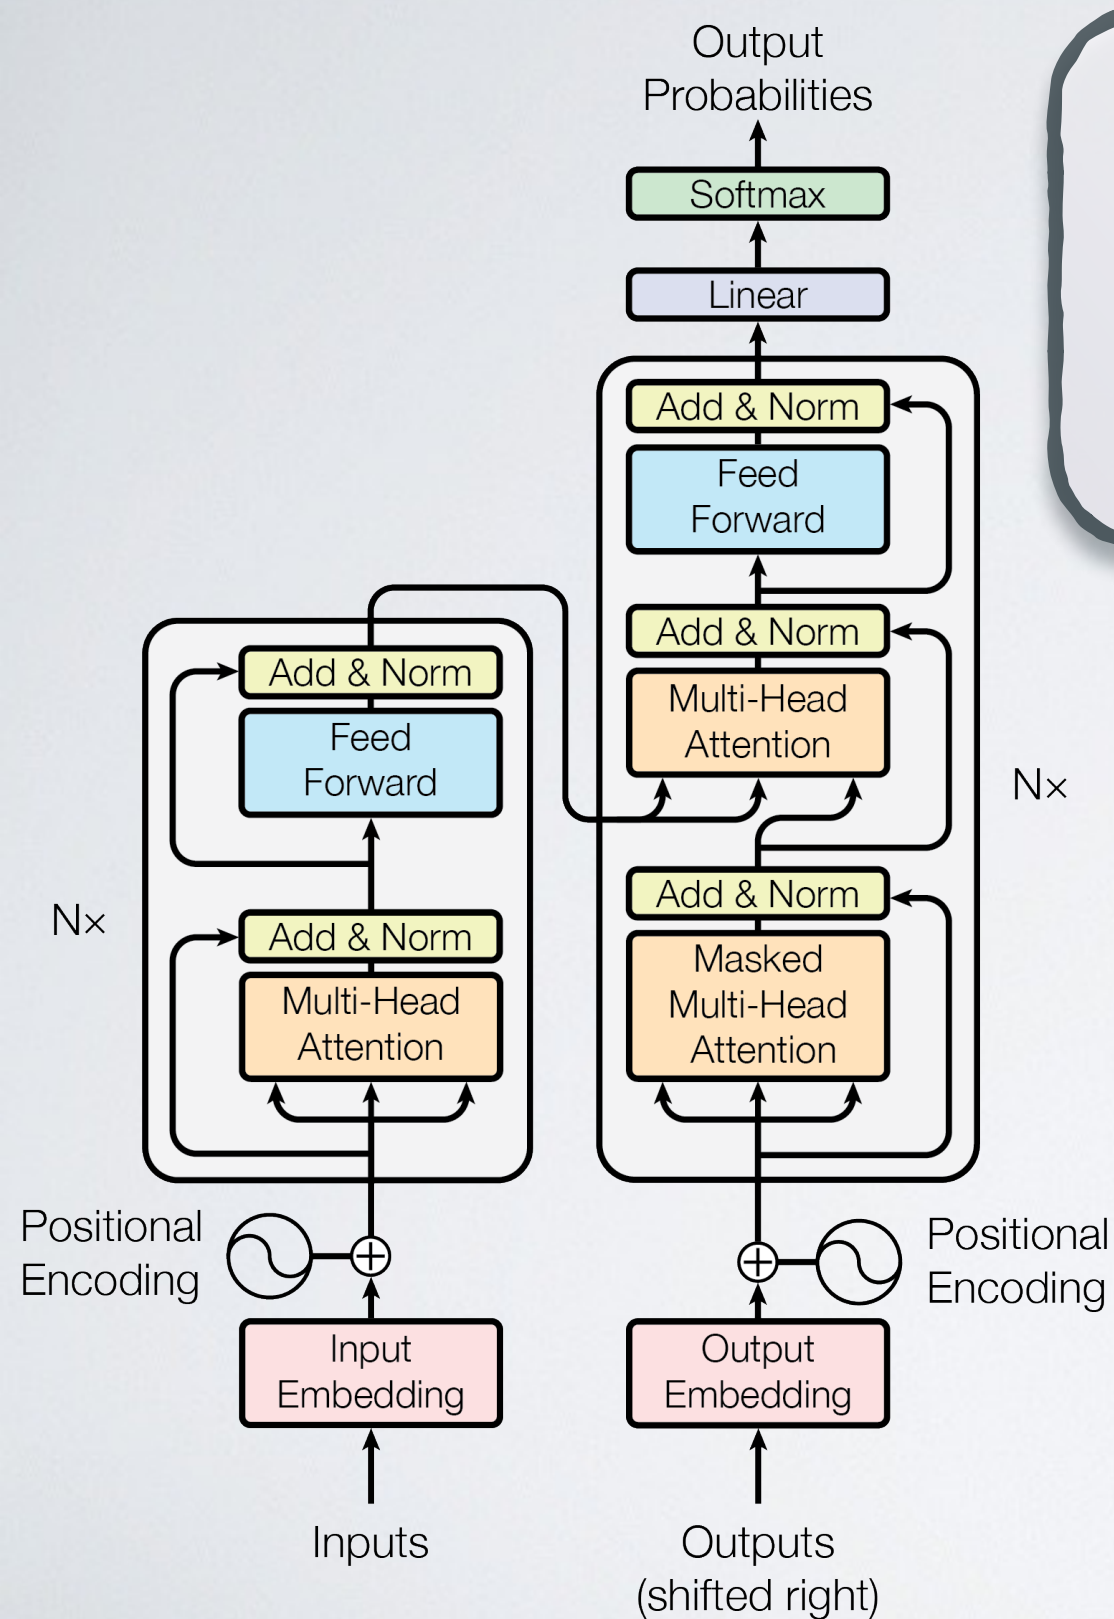 Output
Probabilities
Softmax
Linear
Add & Norm
Feed
Forward
Add & Norm
Multi-Head
Attention
Nx
Add & Norm
Masked
Multi-Head
Attention
Add & Norm
Feed
Forward
Nx
Add & Norm
Multi-Head
Attention
Positional
Encoding
Positional
Encoding
Input
Embedding
Output
Embedding
Inputs
Outputs
(shifted right)